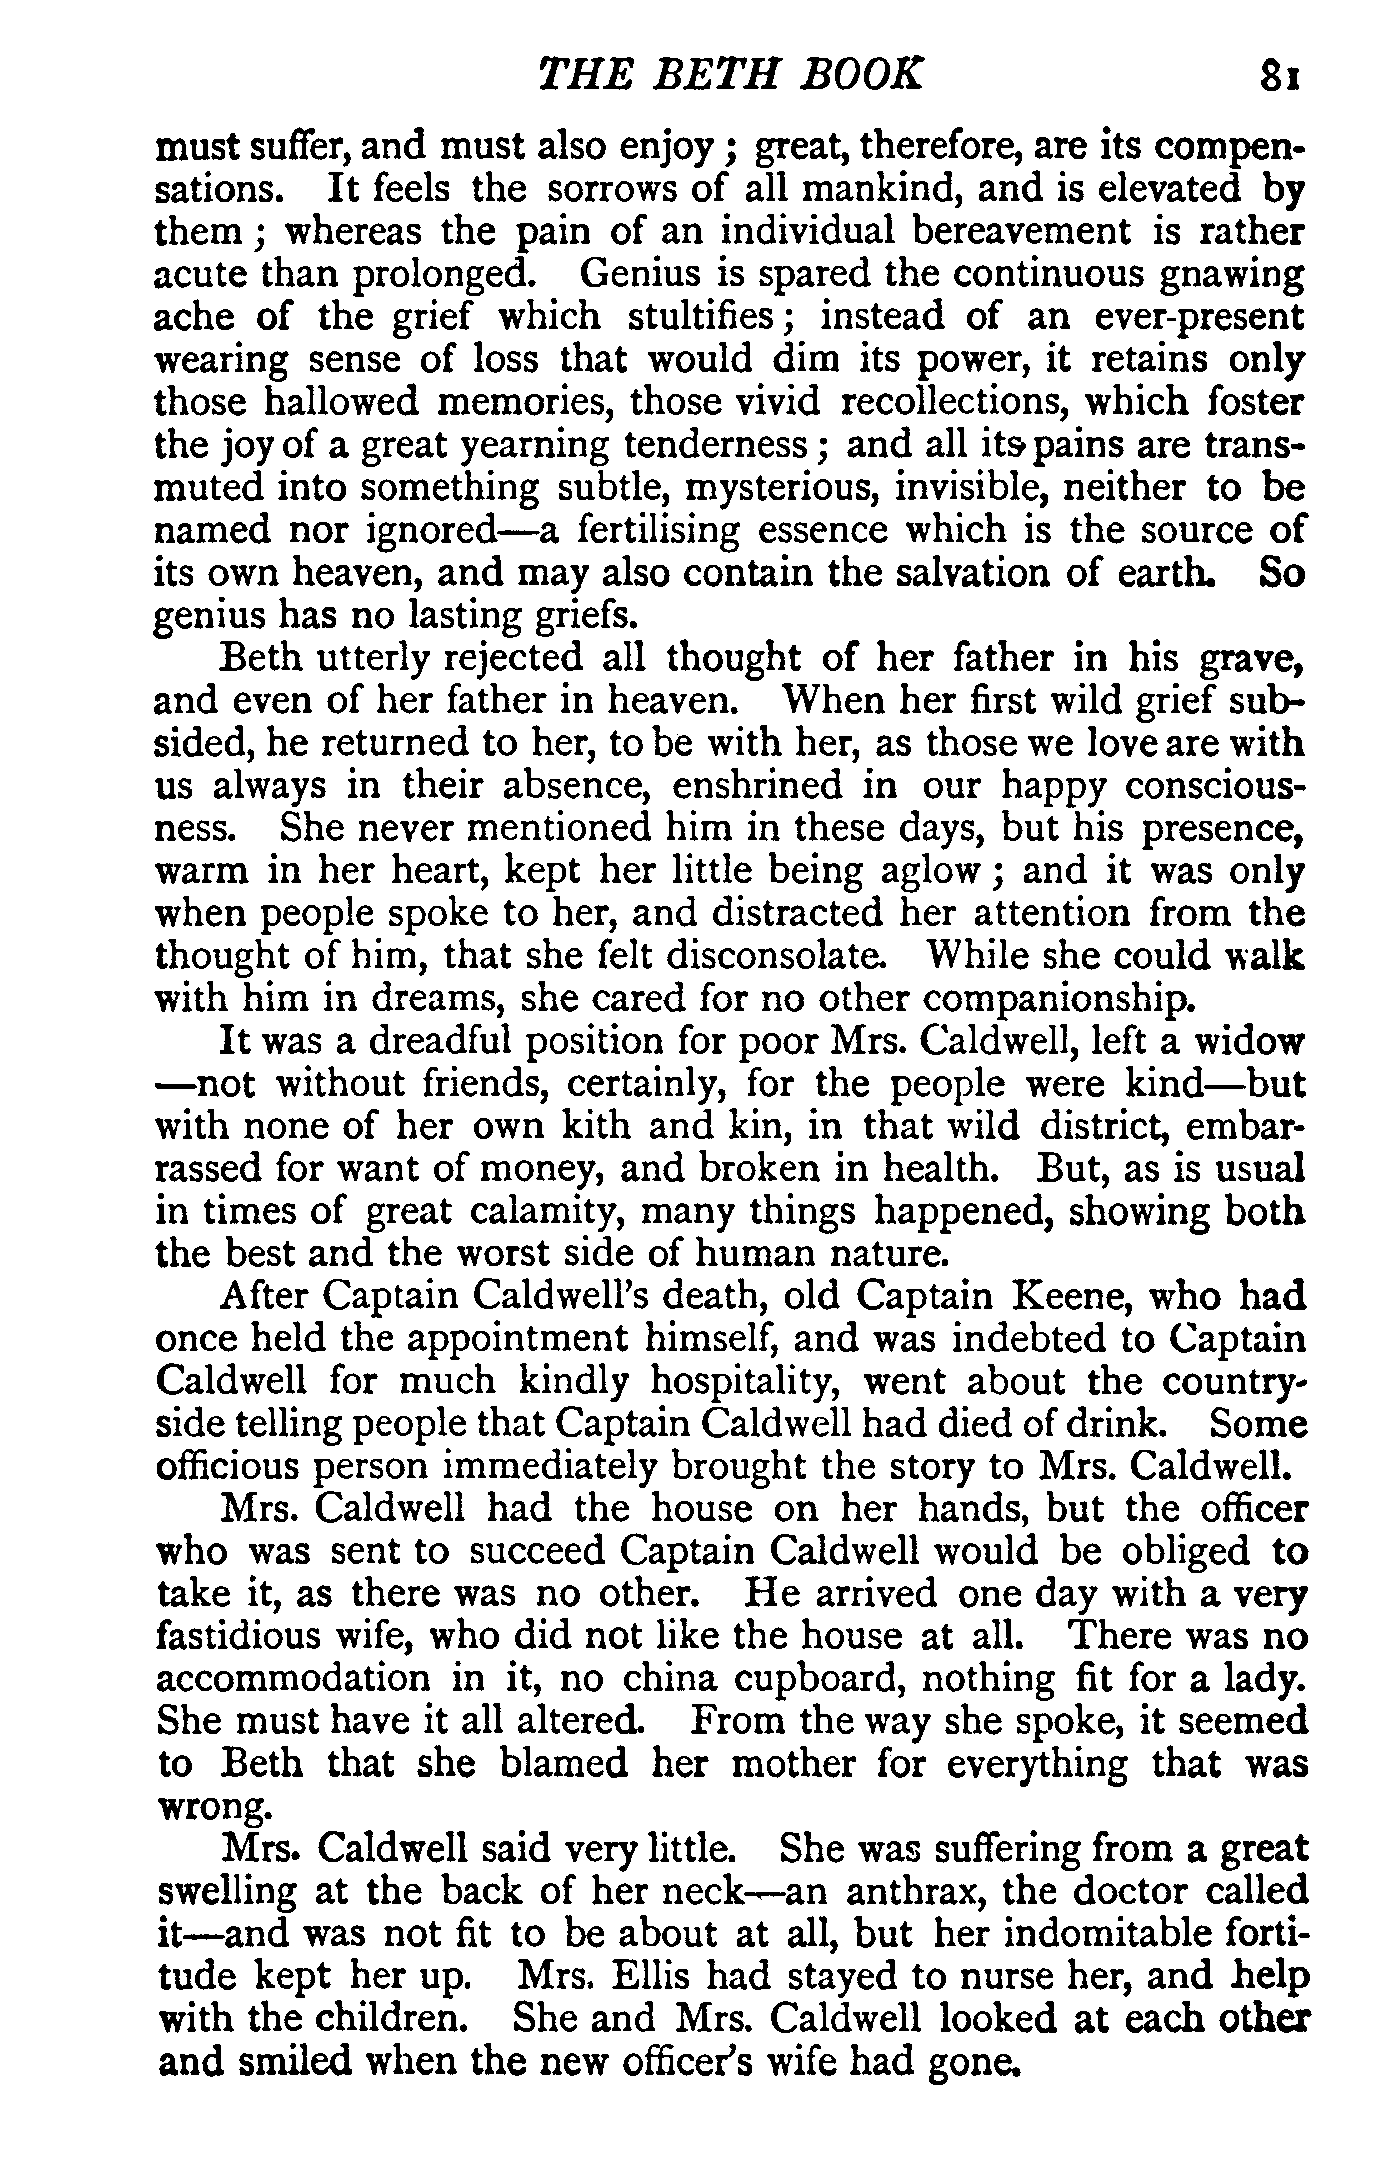 THE BETH BOOK 81
must suffer, and must also enjoy; great, therefore, are its compen-
sations. It feels the sorrows of all mankind, and is elevated by
them; whereas the pain of an individual bereavement is rather
acute than prolonged. Genius is spared the continuous gnawing
ache of the grief which stultifies; instead of an ever-present
wearing sense of loss that would dim its power, it retains only
those hallowed memories, those vivid recollections, which foster
the joy of a great yearning tenderness; and all its pains are trans-
muted into something subtle, mysterious, invisible, neither to be
named nor ignored—a fertilising essence which is the source of
its own heaven, and may also contain the salvation of earth. So
genius has no lasting griefs.
Beth utterly rejected all thought of her father in his grave,
and even of her father in heaven. When her first wild grief sub-
sided, he returned to her, to be with her, as those we love are with
us always in their absence, enshrined in our happy conscious-
ness. She never mentioned him in these days, but his presence,
warm in her heart, kept her little being aglow; and it was only
when people spoke to her, and distracted her attention from the
thought of him, that she felt disconsolate. While she could walk
with him in dreams, she cared for no other companionship.
It was a dreadful position for poor Mrs. Caldwell, left a widow
—not without friends, certainly, for the people were kind—but
with none of her own kith and kin, in that wild district, embar-
rassed for want of money, and broken in health. But, as is usual
in times of great calamity, many things happened, showing both
the best and the worst side of human nature.
After Captain Caldwell's death, old Captain Keene, who had
once held the appointment himself, and was indebted to Captain
Caldwell for much kindly hospitality, went about the country-
side telling people that Captain Caldwell had died of drink. Some
officious person immediately brought the story to Mrs. Caldwell.
Mrs. Caldwell had the house on her hands, but the officer
who was sent to succeed Captain Caldwell would be obliged to
take it, as there was no other. He arrived one day with a very
fastidious wife, who did not like the house at all. There was no
accommodation in it, no china cupboard, nothing fit for a lady.
She must have it all altered. From the way she spoke, it seemed
to Beth that she blamed her mother for everything that was
wrong.
Mrs. Caldwell said very little. She was suffering from a great
swelling at the back of her neck—an anthrax, the doctor called
it—and was not fit to be about at all, but her indomitable forti-
tude kept her up. Mrs. Ellis had stayed to nurse her, and help
with the children. She and Mrs. Caldwell looked at each other
and smiled when the new officer's wife had gone.